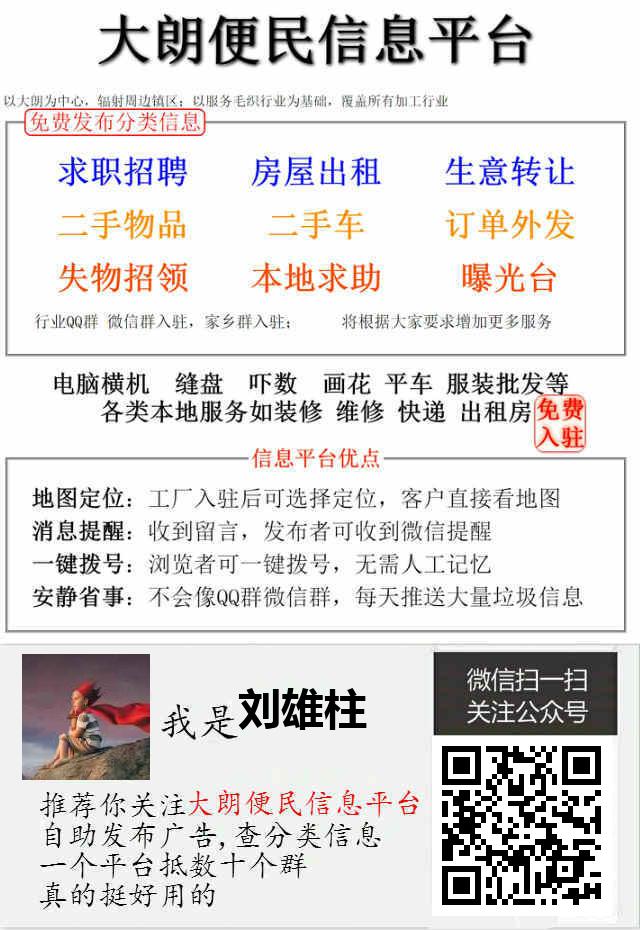 大朗便民信息平台
以大朗为中心，辐射周边镇区；以服务毛织行业为基础，覆盖所有加工行业
免费发布分类信息
求职招聘 房屋出租 生意转让
二手物品 二手车 订单外发
失物招领 本地求助 曝光台
行业QQ群 微信群入驻，家乡群入驻； 将根据大家要求增加更多服务
电脑横机 缝盘 吓数 画花 平车 服装批发等
各类本地服务如装修 维修 快递 出租房
免费
入驻
信息平台优点
地图定位：工厂入驻后可选择定位，客户直接看地图
消息提醒：收到留言，发布者可收到微信提醒
一键拨号：浏览者可一键拨号，无需人工记忆
安静省事：不会像QQ群微信群，每天推送大量垃圾信息
我是刘雄柱
推荐你关注大朗便民信息平台
自助发布广告,查分类信息
一个平台抵数十个群
真的挺好用的
微信扫一扫
关注公众号